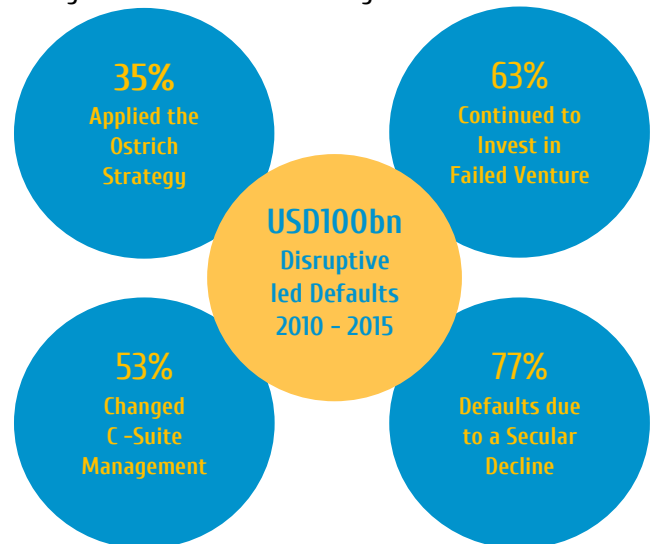 35%
Applied the
Ostrich
Strategy
63%
Continued to
Invest in
Failed Venture
USD100bn
Disruptive
led Defaults
2010 - 2015
53%
Changed
C -Suite
Management
77%
Defaults due
to a Secular
Decline